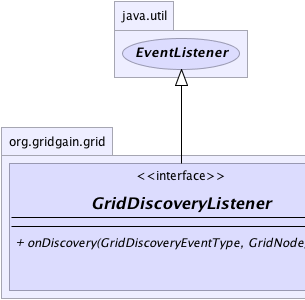 java.util
EventListener
org.gridgain.grid
<<interface>>
GridDiscoveryListener
+ onDiscovery(GridDiscoveryEventType, GridNode,